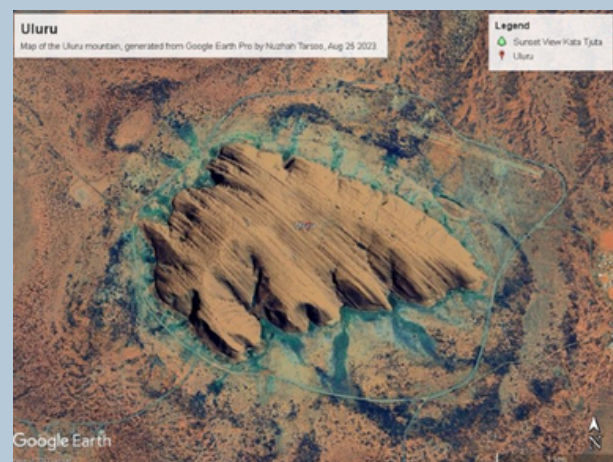 Uluru
Map of the Uluru mountain, generated from Google Earth Pro by Nuzhah Tarsoo, Aug 25 2023
Legend
Sunset View Kata Tjuta
Uluru
Google Earth
N